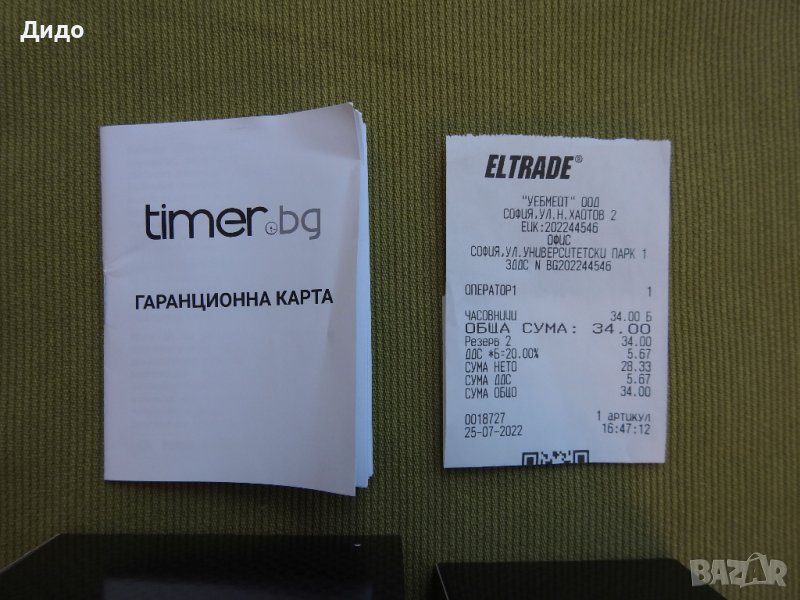 Дидо
timer.bg
ГАРАНЦИОННА КАРТА
ELTRADE®
"УЕБМЕЙТ" ООД
СОФИЯ,УЛ.Н.ХАЙТОВ 2
ЕИК:202244546
ОФИС
СОФИЯ,УЛ.УНИВЕРСИТЕТСКИ ПАРК 1
ЗДДС N BG202244546
ОПЕРАТОР1 1
ЧАСОВНИЦИ 34.00 Б
ОБЩА СУМА: 34.00
Резерв 2 34.00
ДДС *Б=20.00% 5.67
СУМА НЕТО 28.33
СУМА ДДС 5.67
СУМА ОБЩО 34.00
0018727 1 артикул
25-07-2022 16:47:12
BAZAR